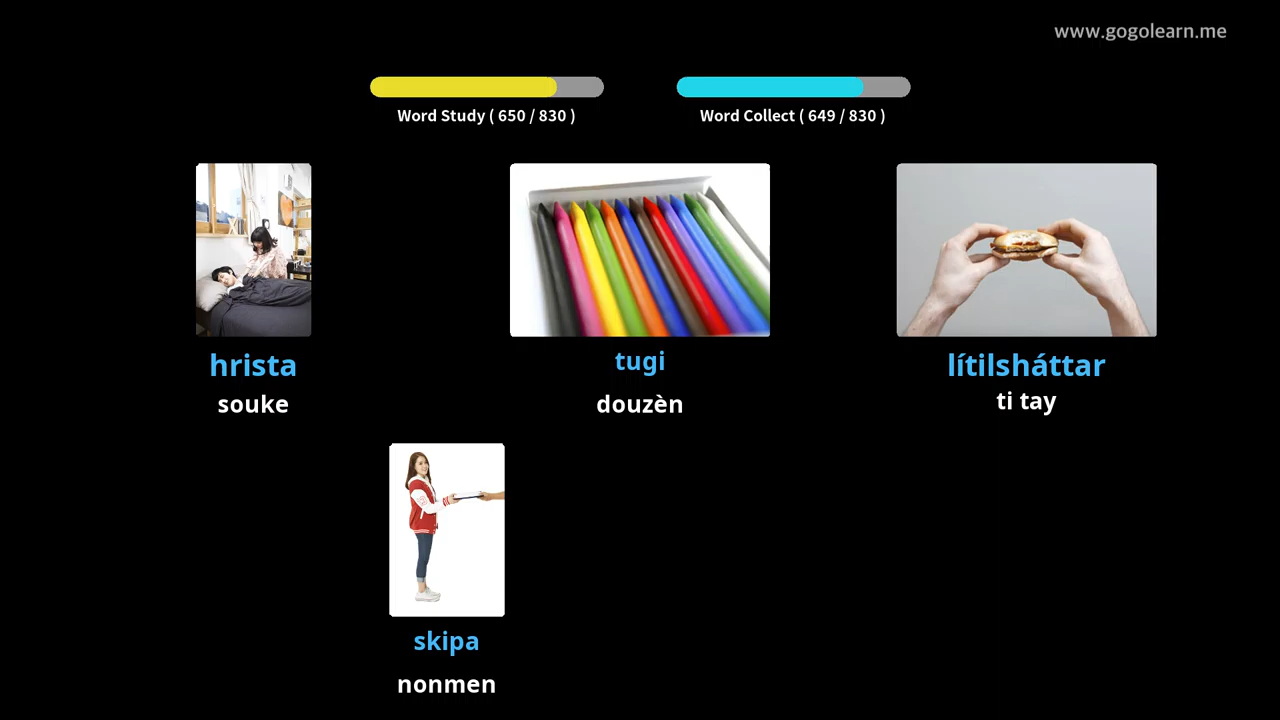 www.gogolearn.me
Word Study ( 650 / 830 )
Word Collect ( 649 / 830 )
hrista
souke
tugi
douzèn
lítilsháttar
ti tay
skipa
nonmen